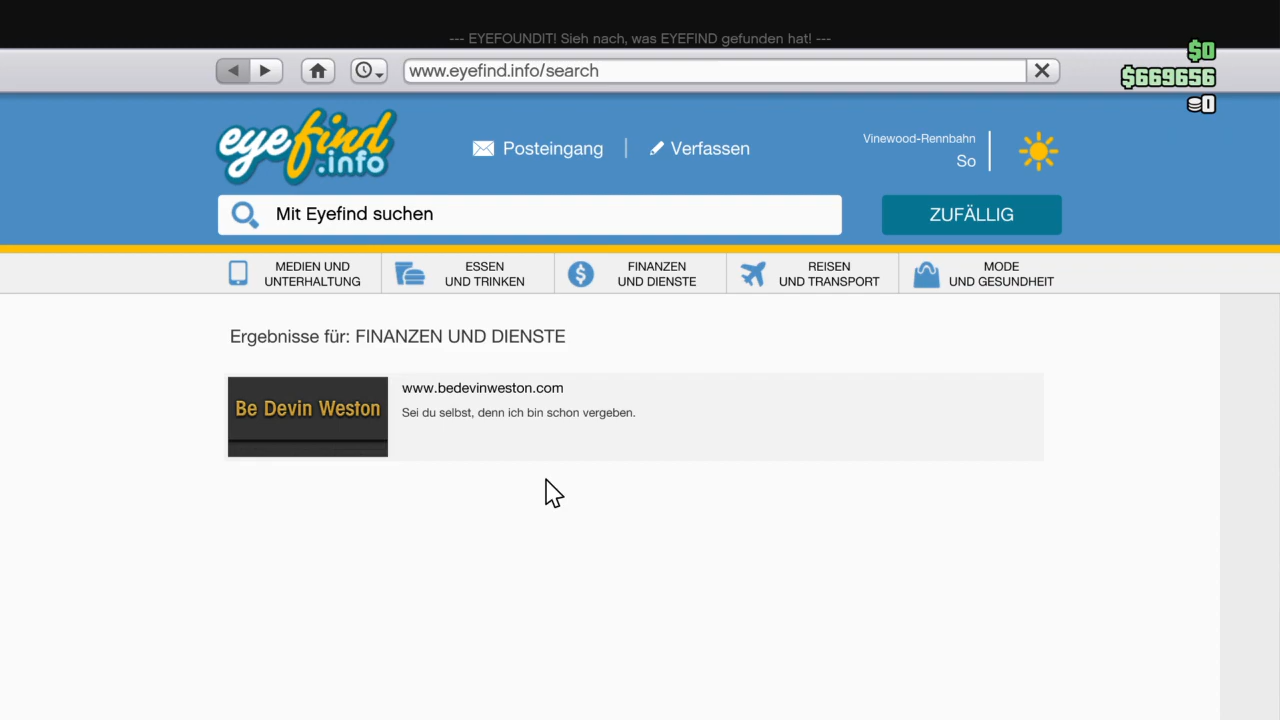 --- EYEFOUNDIT! Sieh nach, was EYEFIND gefunden hat! ---
$0
www.eyefind.info/search
$669656
0
eyefind
.info
Posteingang
Verfassen
Vinewood-Rennbahn
So
Mit Eyefind suchen
ZUFÄLLIG
MEDIEN UND
UNTERHALTUNG
ESSEN
UND TRINKEN
FINANZEN
UND DIENSTE
REISEN
UND TRANSPORT
MODE
UND GESUNDHEIT
Ergebnisse für: FINANZEN UND DIENSTE
Be Devin Weston
www.bedevinweston.com
Sei du selbst, denn ich bin schon vergeben.